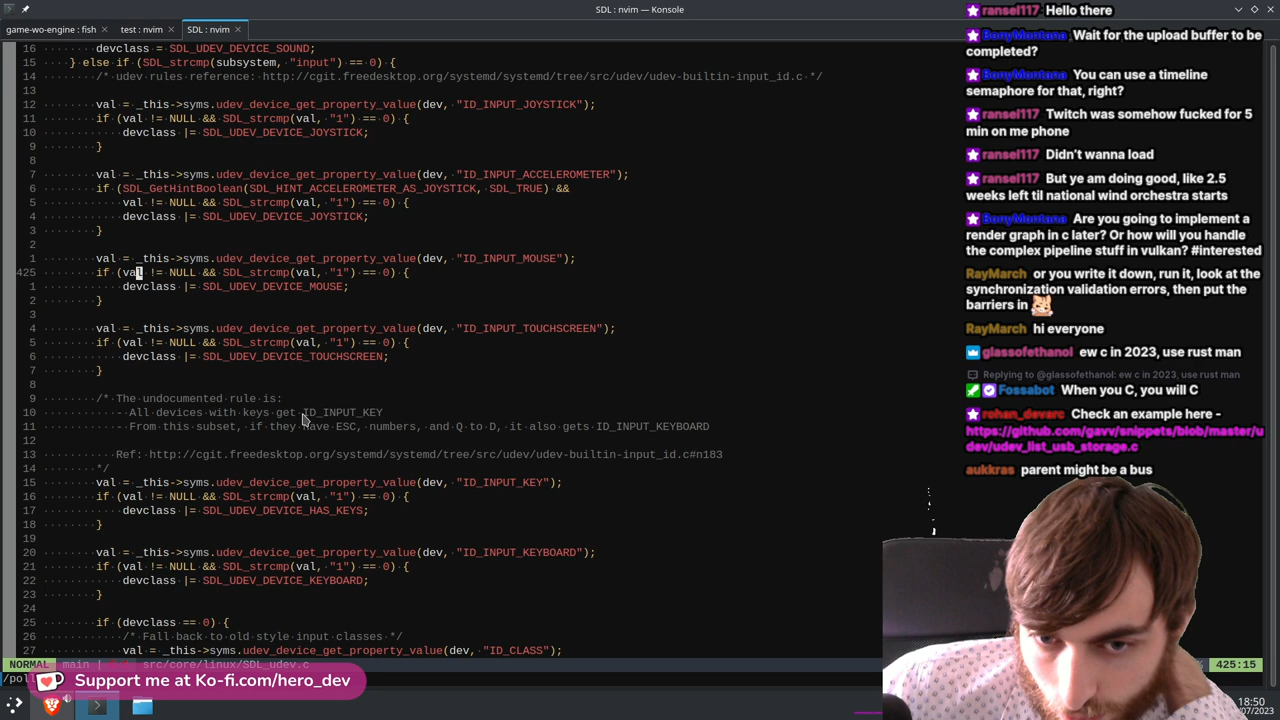 SDL : nvim — Konsole
game-wo-engine : fish
test : nvim
SDL : nvim
16 devclass = SDL_UDEV_DEVICE_SOUND;
15 } else if (SDL_strcmp(subsystem, "input") == 0) {
14 /* udev rules reference: http://cgit.freedesktop.org/systemd/systemd/tree/src/udev/udev-builtin-input_id.c */
13
12 val = _this->syms.udev_device_get_property_value(dev, "ID_INPUT_JOYSTICK");
11 if (val != NULL && SDL_strcmp(val, "1") == 0) {
10 devclass |= SDL_UDEV_DEVICE_JOYSTICK;
9 }
8
7 val = _this->syms.udev_device_get_property_value(dev, "ID_INPUT_ACCELEROMETER");
6 if (SDL_GetHintBoolean(SDL_HINT_ACCELEROMETER_AS_JOYSTICK, SDL_TRUE) &&
5 val != NULL && SDL_strcmp(val, "1") == 0) {
4 devclass |= SDL_UDEV_DEVICE_JOYSTICK;
3 }
2
1 val = _this->syms.udev_device_get_property_value(dev, "ID_INPUT_MOUSE");
425 if (val != NULL && SDL_strcmp(val, "1") == 0) {
1 devclass |= SDL_UDEV_DEVICE_MOUSE;
2 }
3
4 val = _this->syms.udev_device_get_property_value(dev, "ID_INPUT_TOUCHSCREEN");
5 if (val != NULL && SDL_strcmp(val, "1") == 0) {
6 devclass |= SDL_UDEV_DEVICE_TOUCHSCREEN;
7 }
8
9 /* The undocumented rule is:
10 - All devices with keys get ID_INPUT_KEY
11 - From this subset, if they have ESC, numbers, and Q to D, it also gets ID_INPUT_KEYBOARD
12
13 Ref: http://cgit.freedesktop.org/systemd/systemd/tree/src/udev/udev-builtin-input_id.c#n183
14 */
15 val = _this->syms.udev_device_get_property_value(dev, "ID_INPUT_KEY");
16 if (val != NULL && SDL_strcmp(val, "1") == 0) {
17 devclass |= SDL_UDEV_DEVICE_HAS_KEYS;
18 }
19
20 val = _this->syms.udev_device_get_property_value(dev, "ID_INPUT_KEYBOARD");
21 if (val != NULL && SDL_strcmp(val, "1") == 0) {
22 devclass |= SDL_UDEV_DEVICE_KEYBOARD;
23 }
24
25 if (devclass == 0) {
26 /* Fall back to old style input classes */
27 val = _this->syms.udev_device_get_property_value(dev, "ID_CLASS");
NORMAL main | src/core/linux/SDL_udev.c 425:15
Support me at Ko-fi.com/hero_dev
18:50
ransel117 Hello there
BonyMontana Wait for the upload buffer to be
completed?
BonyMontana You can use a timeline
semaphore for that, right?
ransel117 Twitch was somehow fucked for 5
min on me phone
ransel117 Didn't wanna load
ransel117 But ye am doing good, like 2.5
weeks left til national wind orchestra starts
BonyMontana Are you going to implement a
render graph in c later? Or how will you handle
the complex pipeline stuff in vulkan? #interested
RayMarch or you write it down, run it, look at the
synchronization validation errors, then put the
barriers in
RayMarch hi everyone
glassofethanol ew c in 2023, use rust man
Replying to @glassofethanol: ew c in 2023, use rust man
Fossabot When you C, you will C
rohan_devarc Check an example here -
https://github.com/gavv/snippets/blob/master/u
dev/udev_list_usb_storage.c
aukkras parent might be a bus